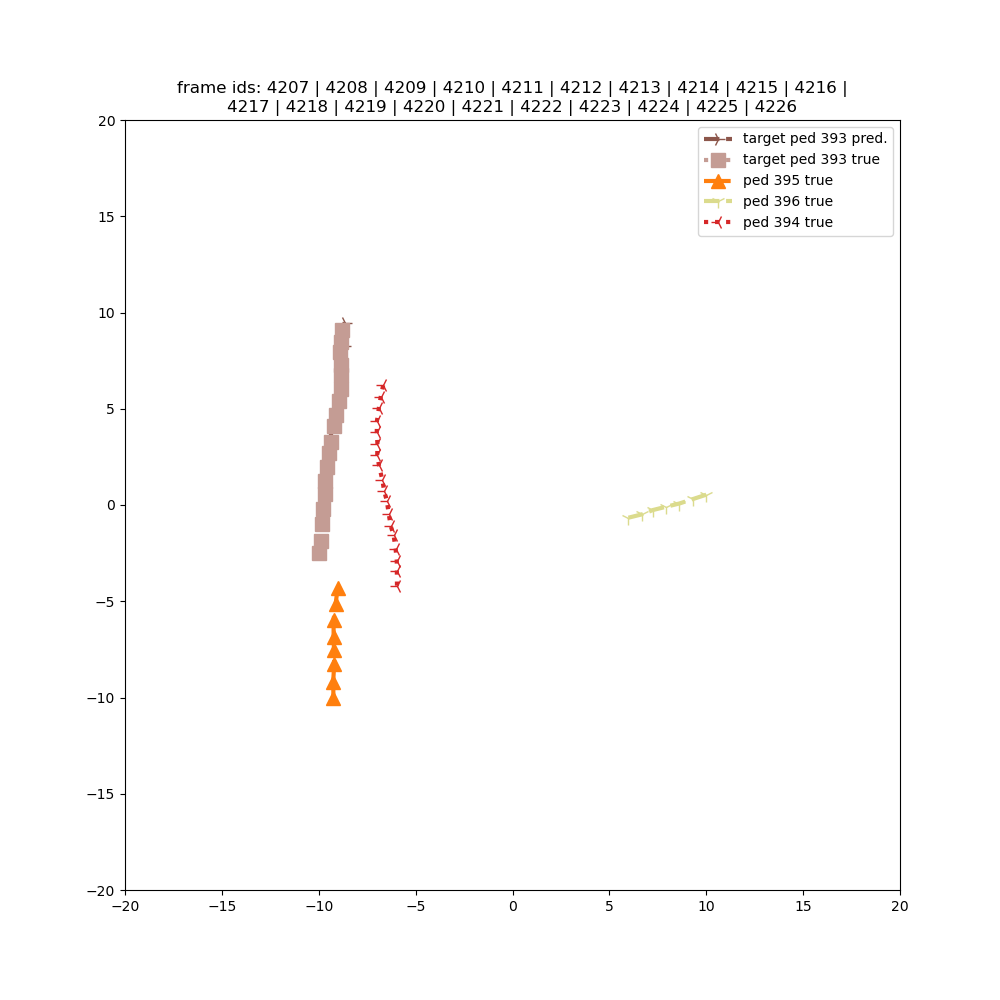 frame ids: 4207 | 4208 | 4209 | 4210 | 4211 | 4212 | 4213 | 4214 | 4215 | 4216 |
4217 | 4218 | 4219 | 4220 | 4221 | 4222 | 4223 | 4224 | 4225 | 4226
target ped 393 pred.
target ped 393 true
ped 395 true
ped 396 true
ped 394 true
20
15
10
5
0
−5
−10
−15
−20
−20 −15 −10 −5 0 5 10 15 20